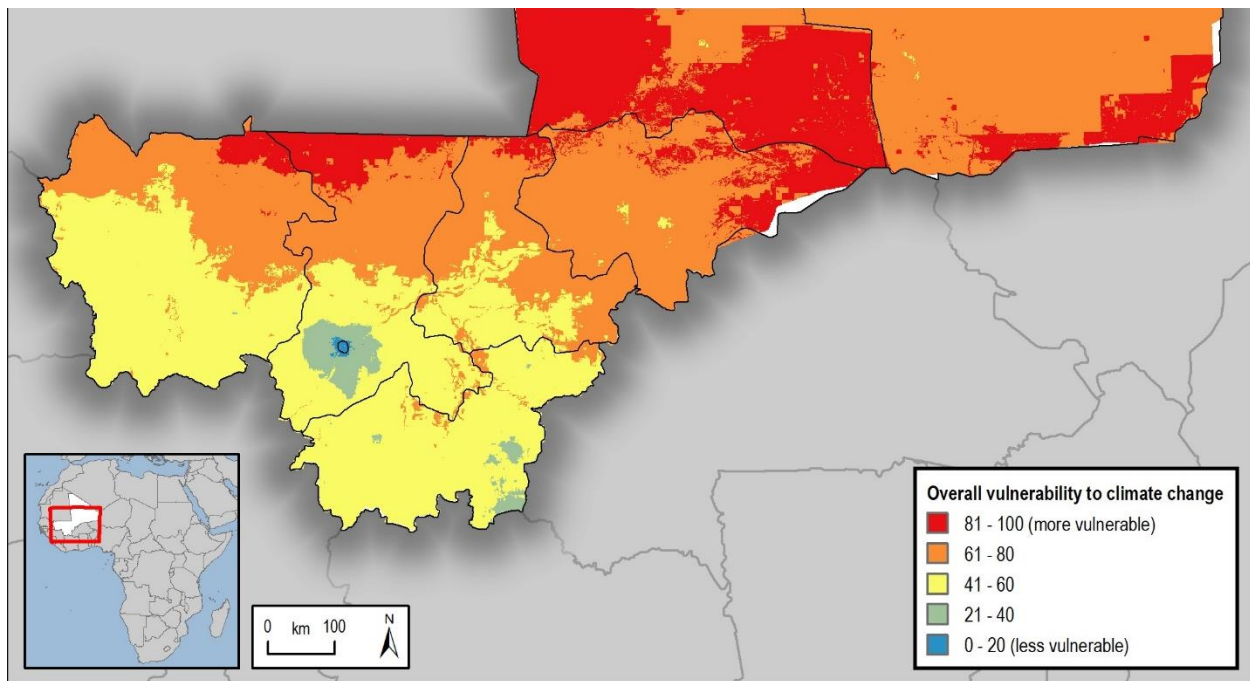 Overall vulnerability to climate change
81 - 100 (more vulnerable)
61 - 80
41 - 60
21 - 40
0 - 20 (less vulnerable)
0 km 100
N